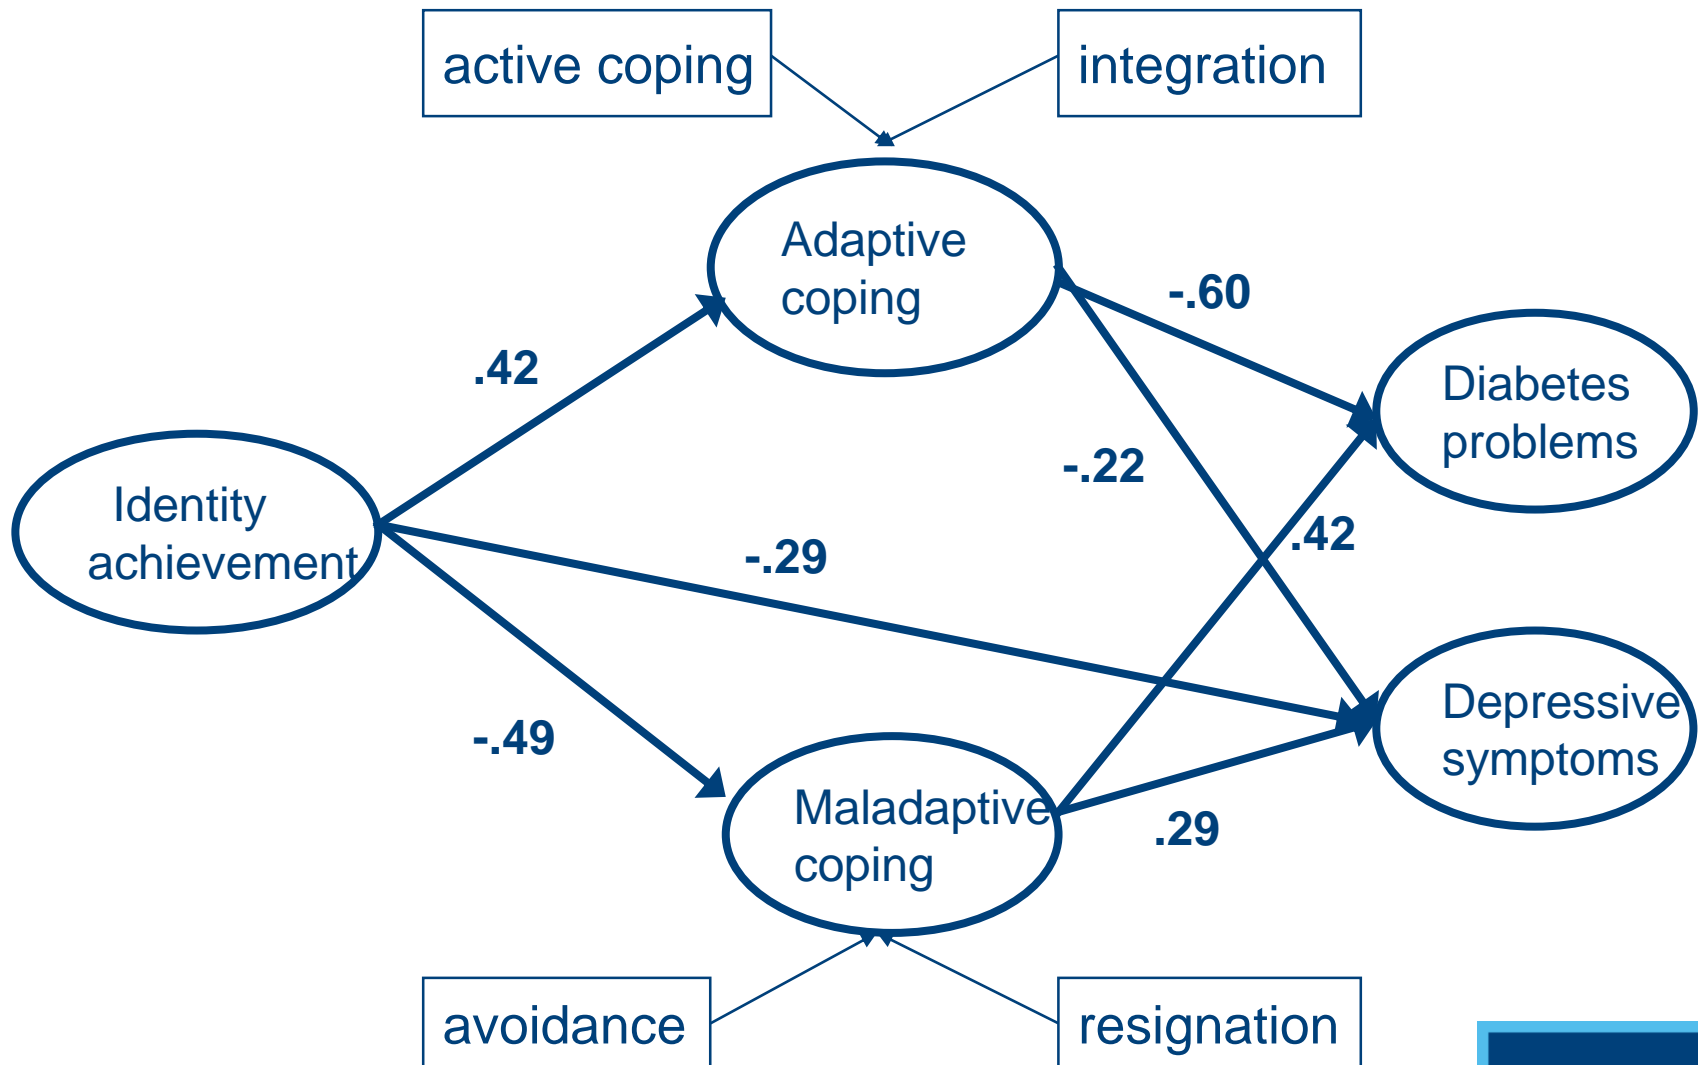 active coping
integration
Adaptive
coping
-.60
Diabetes
problems
.42
-.22
Identity
achievement
-.29
.42
Depressive
symptoms
-.49
Maladaptive
coping
.29
avoidance
resignation